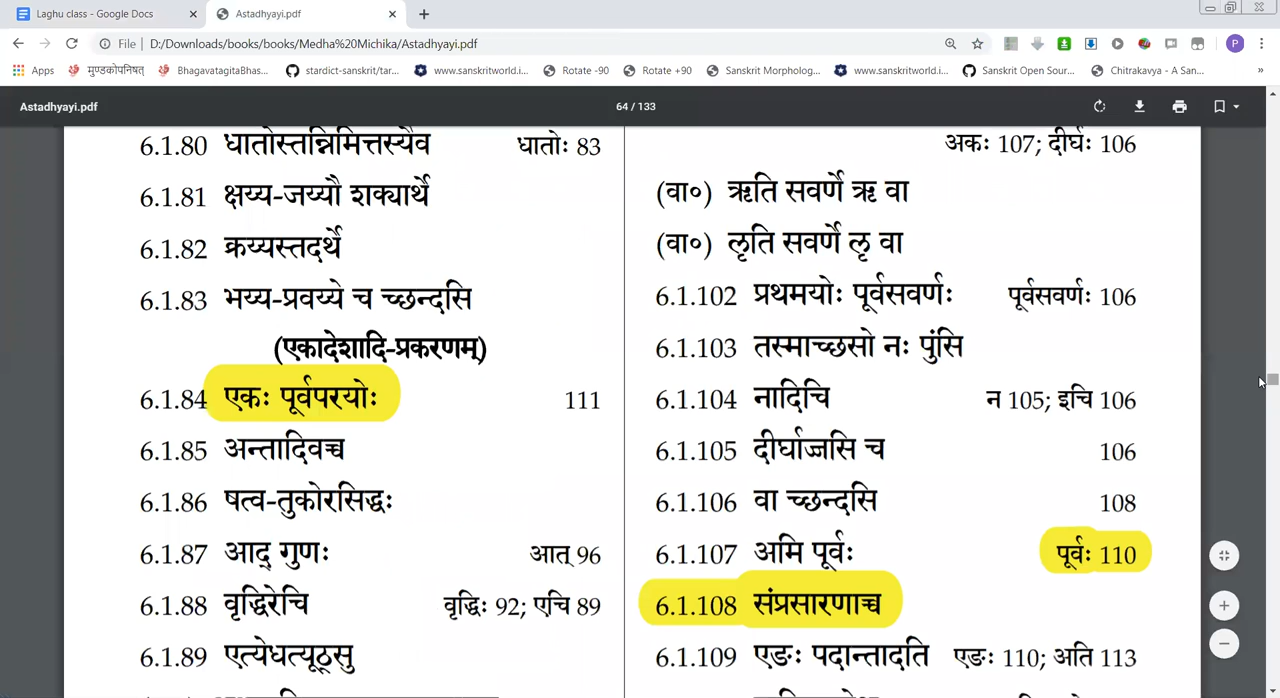 Laghu class - Google Docs
Astadhyayi.pdf
File
D:/Downloads/books/books/Medha%20Michika/Astadhyayi.pdf
P
Apps
मुण्डकोपनिषत्
BhagavatagitaBhas...
stardict-sanskrit/tar...
www.sanskritworld.i...
Rotate -90
Rotate +90
Sanskrit Morpholog...
www.sanskritworld.i...
Sanskrit Open Sour...
Chitrakavya - A San...
»
Astadhyayi.pdf
64 / 133
6.1.80 धातोस्तन्निमित्तस्यैव धातोः 83
6.1.81 क्षय्य-जय्यौ शक्यार्थे
6.1.82 क्रय्यस्तदर्थे
6.1.83 भय्य-प्रवय्ये च च्छन्दसि
(एकादेशादि-प्रकरणम्)
6.1.84 एकः पूर्वपरयोः 111
6.1.85 अन्तादिवच्च
6.1.86 षत्व-तुकोरसिद्धः
6.1.87 आद् गुणः आत् 96
6.1.88 वृद्धिरेचि वृद्धिः 92; एचि 89
6.1.89 एत्येधत्यूठ्सु
अकः 107; दीर्घः 106
(वा०) ऋति सवर्णे ऋ वा
(वा०) लृति सवर्णे लृ वा
6.1.102 प्रथमयोः पूर्वसवर्णः पूर्वसवर्णः 106
6.1.103 तस्माच्छसो नः पुंसि
6.1.104 नादिचि न 105; इचि 106
6.1.105 दीर्घाज्जसि च 106
6.1.106 वा च्छन्दसि 108
6.1.107 अमि पूर्वः पूर्वः 110
6.1.108 संप्रसारणाच्च
6.1.109 एङः पदान्तादति एङः 110; अति 113